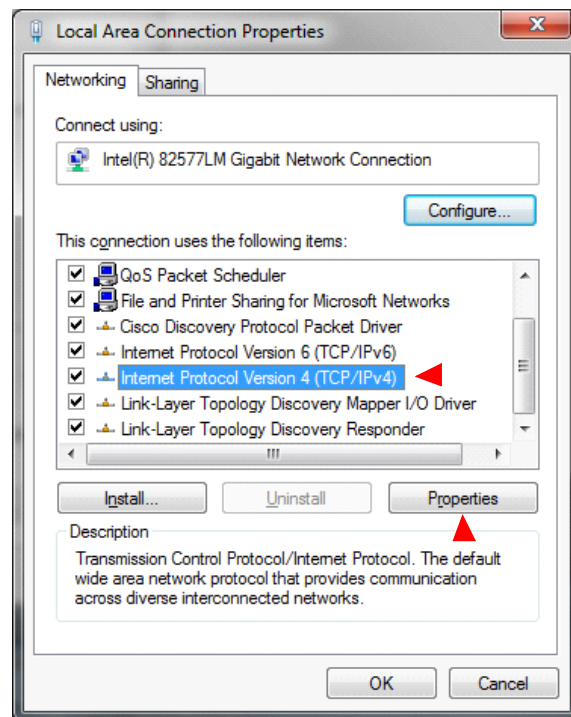 Local Area Connection Properties
X
Networking Sharing
Connect using:
Intel(R) 82577LM Gigabit Network Connection
Configure...
This connection uses the following items:
QoS Packet Scheduler
File and Printer Sharing for Microsoft Networks
Cisco Discovery Protocol Packet Driver
Internet Protocol Version 6 (TCP/IPv6)
Internet Protocol Version 4 (TCP/IPv4)
Link-Layer Topology Discovery Mapper I/O Driver
Link-Layer Topology Discovery Responder
Install... Uninstall Properties
Description
Transmission Control Protocol/Internet Protocol. The default
wide area network protocol that provides communication
across diverse interconnected networks.
OK Cancel